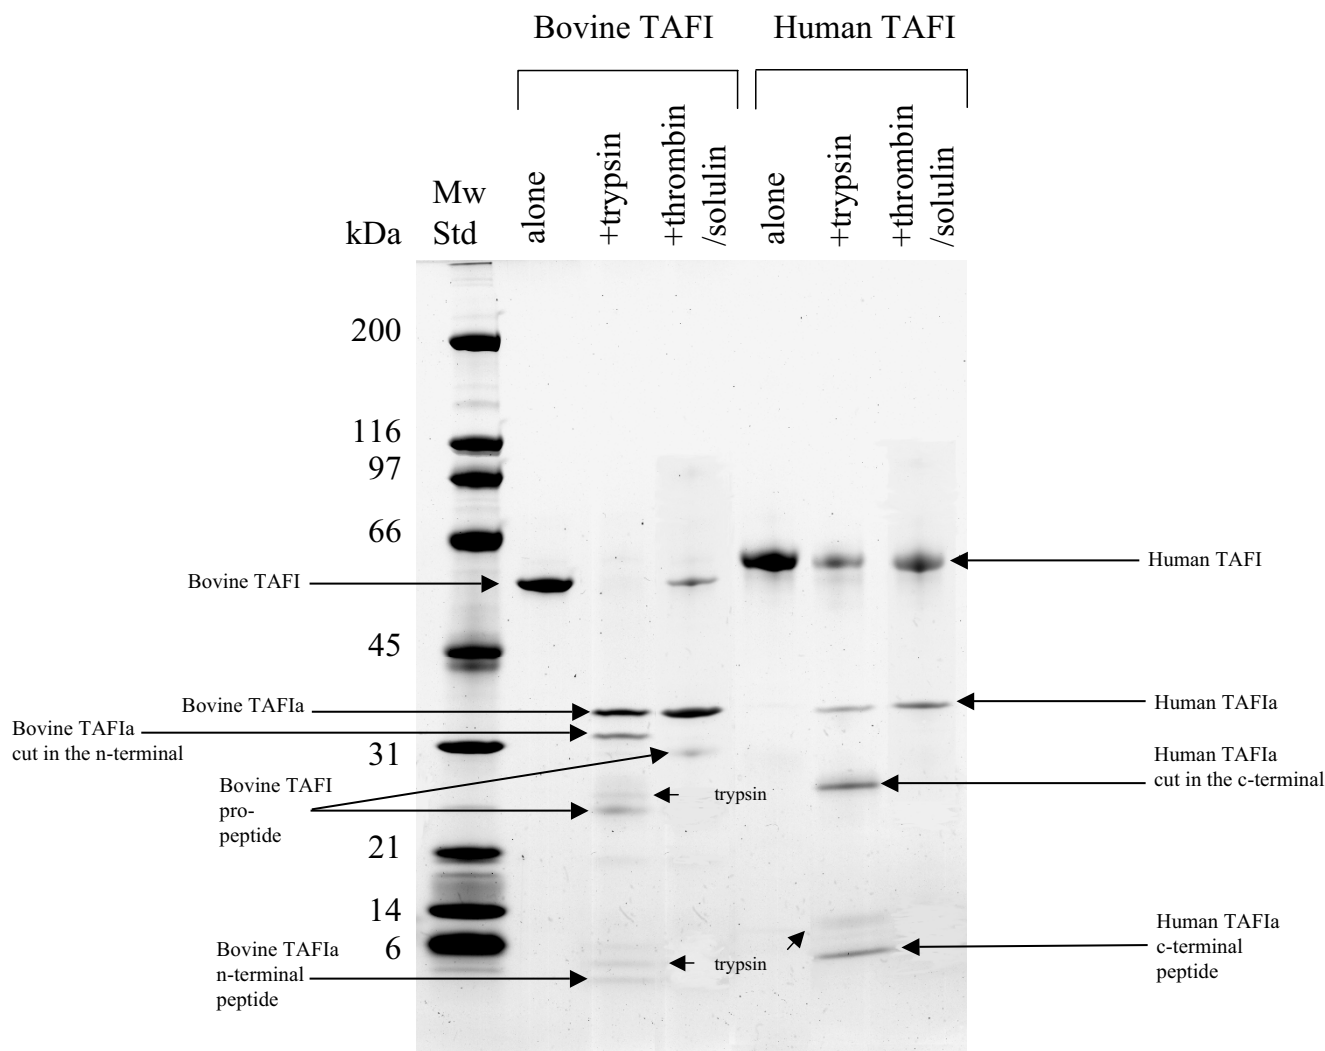 Bovine TAFI
Human TAFI
kDa
Mw
Std
alone
+trypsin
+thrombin
/solulin
alone
+trypsin
+thrombin
/solulin
200
116
97
66
45
31
21
14
6
Bovine TAFI
Bovine TAFIa
Bovine TAFIa
cut in the n-terminal
Bovine TAFI
pro-
peptide
Bovine TAFIa
n-terminal
peptide
trypsin
trypsin
Human TAFI
Human TAFIa
Human TAFIa
cut in the c-terminal
Human TAFIa
c-terminal
peptide